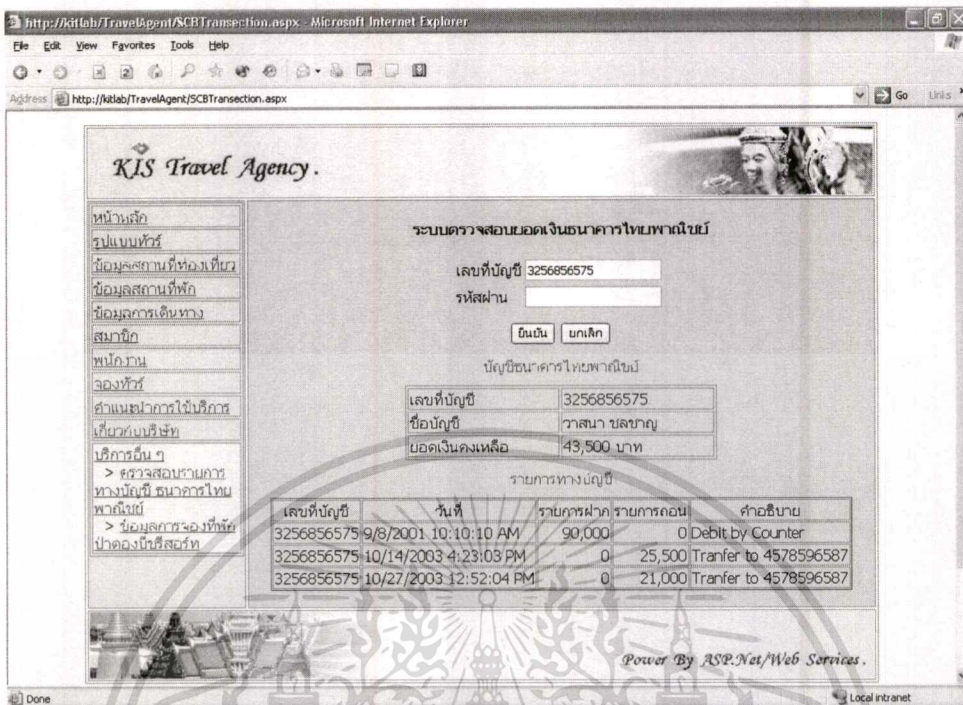 http://kitlab/TravelAgent/SCBTransection.aspx - Microsoft Internet Explorer
File Edit View Favorites Tools Help
Address http://kitlab/TravelAgent/SCBTransection.aspx Go Links
KIS Travel Agency.
หน้าหลัก
รูปแบบทัวร์
ข้อมูลสถานที่ท่องเที่ยว
ข้อมูลสถานที่พัก
ข้อมูลการเดินทาง
สมาชิก
พนักงาน
จองทัวร์
คำแนะนำการใช้บริการ
เกี่ยวกับบริษัท
บริการอื่น ๆ
> ตรวจสอบรายการ
ทางบัญชี ธนาคารไทย
พาณิชย์
> ข้อมูลการจองที่พัก
ป่าตองบีชรีสอร์ท
ระบบตรวจสอบยอดเงินธนาคารไทยพาณิชย์
เลขที่บัญชี 3256856575
รหัสผ่าน
ยืนยัน ยกเลิก
บัญชีธนาคารไทยพาณิชย์
เลขที่บัญชี 3256856575
ชื่อบัญชี วาสนา ชลชาญ
ยอดเงินคงเหลือ 43,500 บาท
รายการทางบัญชี
เลขที่บัญชี วันที่ รายการฝาก รายการถอน คำอธิบาย
3256856575 9/8/2001 10:10:10 AM 90,000 0 Debit by Counter
3256856575 10/14/2003 4:23:03 PM 0 25,500 Tranfer to 4578596587
3256856575 10/27/2003 12:52:04 PM 0 21,000 Tranfer to 4578596587
Power By ASP.Net/Web Services.
Done Local intranet